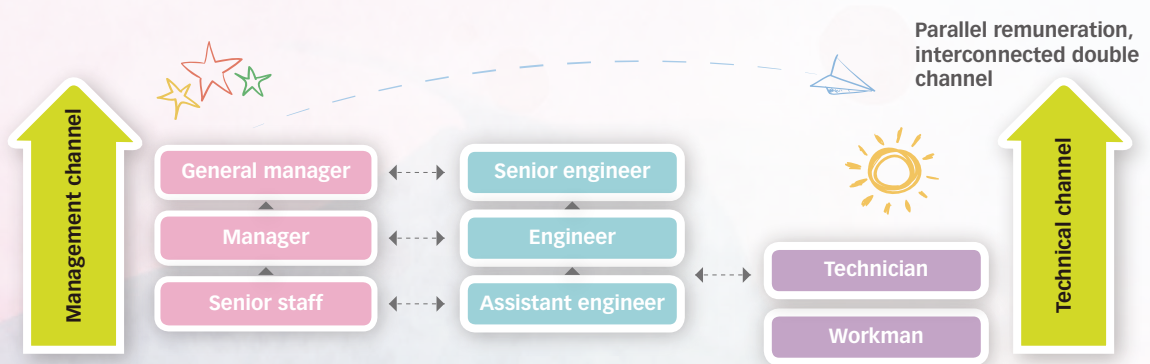 Parallel remuneration,
interconnected double
channel
Management channel
General manager
Senior engineer
Manager
Engineer
Senior staff
Assistant engineer
Technician
Workman
Technical channel